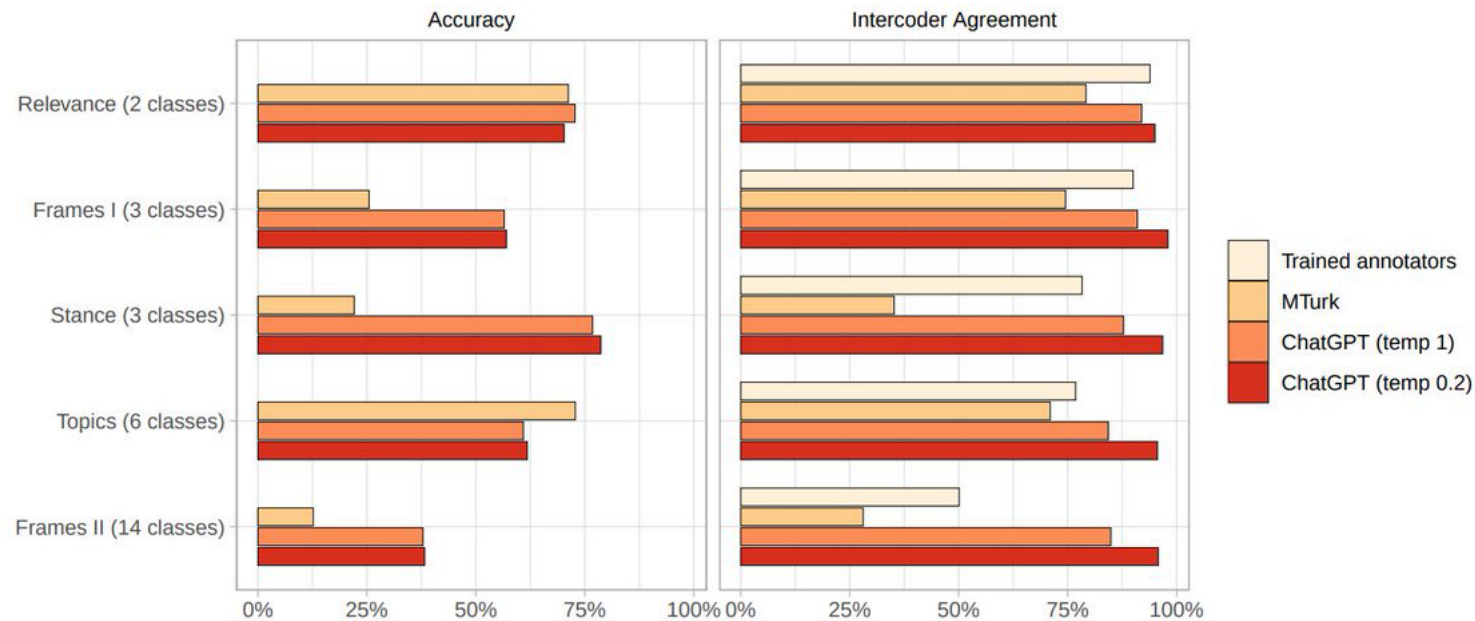 Accuracy
Intercoder Agreement
Relevance (2 classes)
Frames I (3 classes)
Stance (3 classes)
Topics (6 classes)
Frames II (14 classes)
0% 25% 50% 75% 100%
0% 25% 50% 75% 100%
Trained annotators
MTurk
ChatGPT (temp 1)
ChatGPT (temp 0.2)